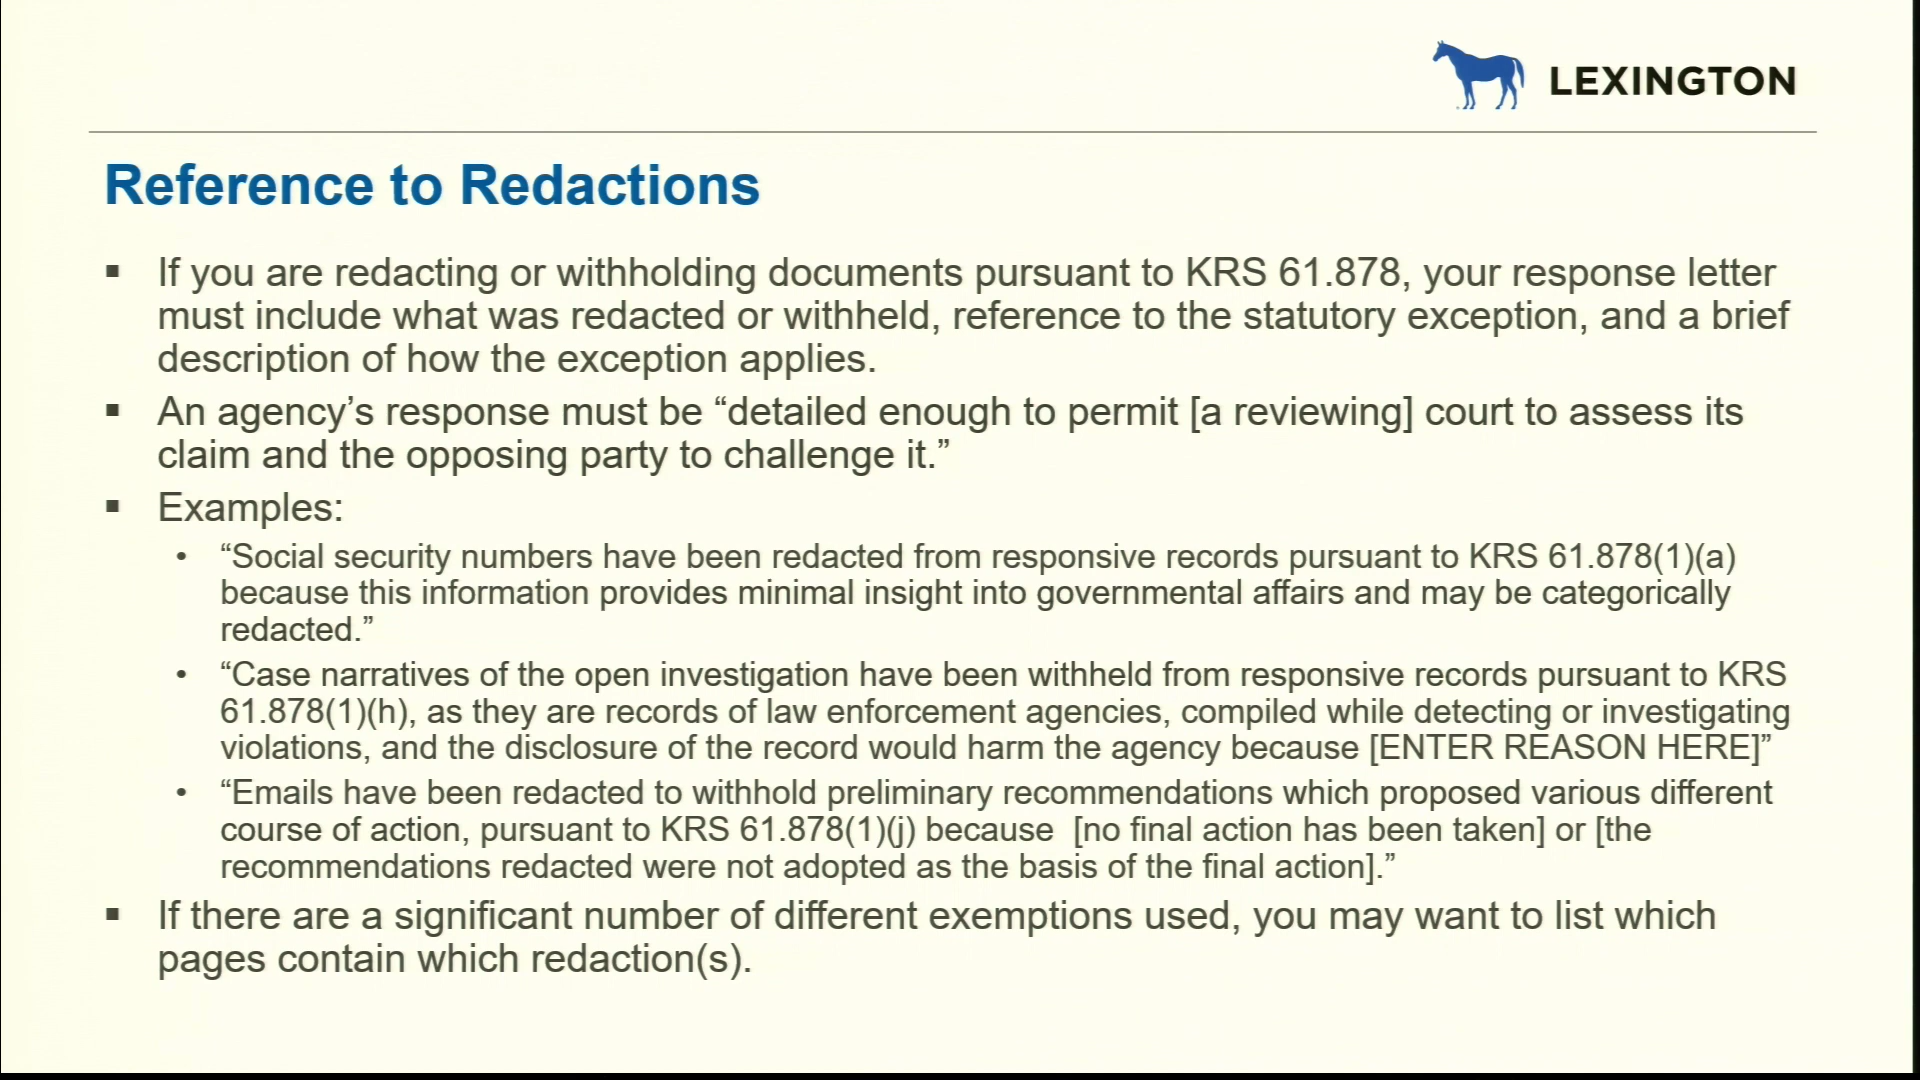 LEXINGTON
Reference to Redactions
▪ If you are redacting or withholding documents pursuant to KRS 61.878, your response letter
must include what was redacted or withheld, reference to the statutory exception, and a brief
description of how the exception applies.
▪ An agency’s response must be “detailed enough to permit [a reviewing] court to assess its
claim and the opposing party to challenge it.”
▪ Examples:
• “Social security numbers have been redacted from responsive records pursuant to KRS 61.878(1)(a)
because this information provides minimal insight into governmental affairs and may be categorically
redacted.”
• “Case narratives of the open investigation have been withheld from responsive records pursuant to KRS
61.878(1)(h), as they are records of law enforcement agencies, compiled while detecting or investigating
violations, and the disclosure of the record would harm the agency because [ENTER REASON HERE]”
• “Emails have been redacted to withhold preliminary recommendations which proposed various different
course of action, pursuant to KRS 61.878(1)(j) because  [no final action has been taken] or [the
recommendations redacted were not adopted as the basis of the final action].”
▪ If there are a significant number of different exemptions used, you may want to list which
pages contain which redaction(s).